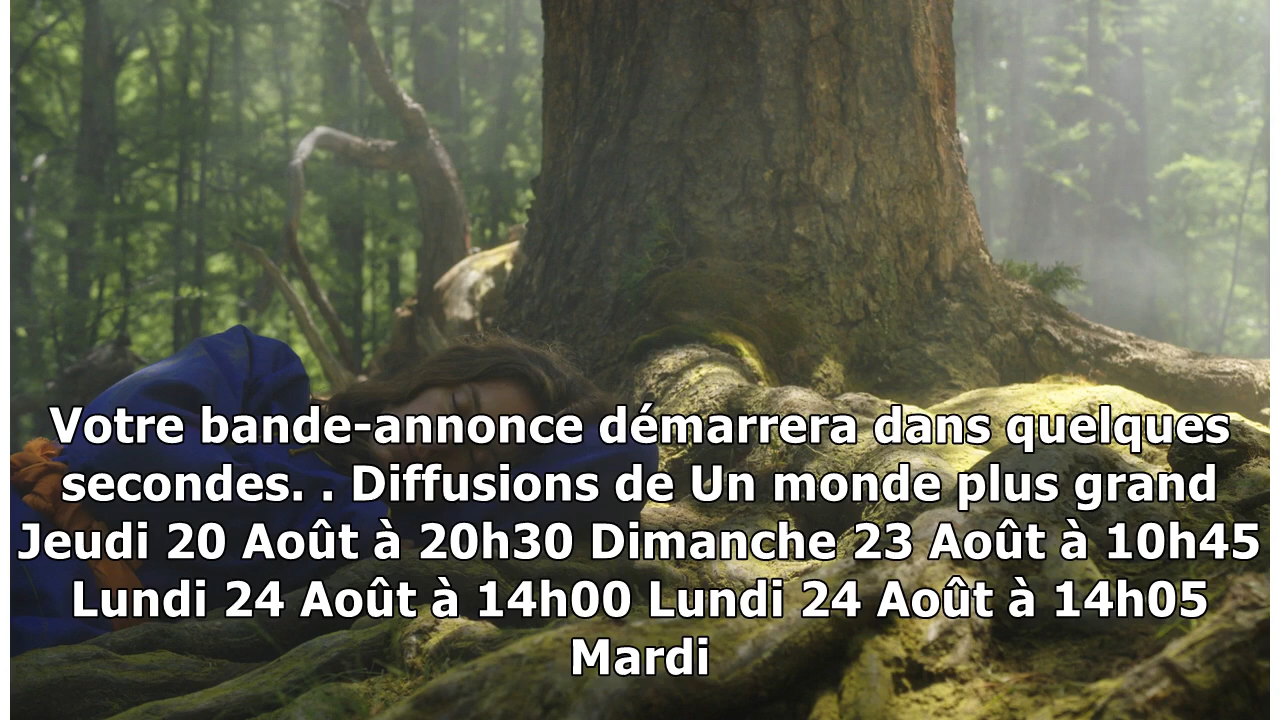 Votre bande-annonce démarrera dans quelques
secondes. . Diffusions de Un monde plus grand
Jeudi 20 Août à 20h30 Dimanche 23 Août à 10h45
Lundi 24 Août à 14h00 Lundi 24 Août à 14h05
Mardi